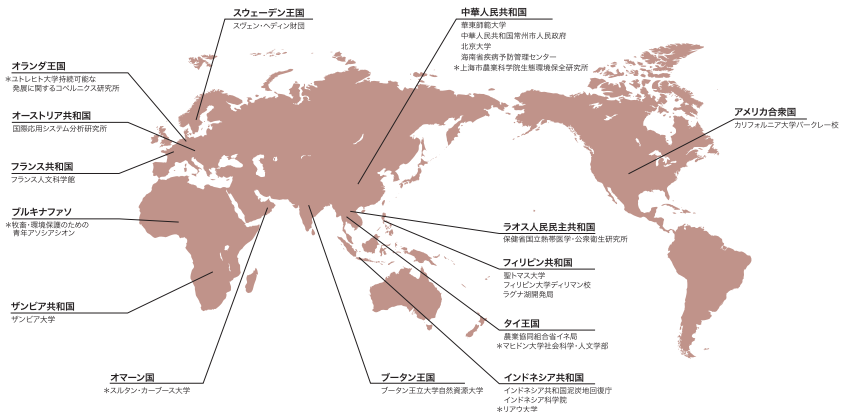 スウェーデン王国
スヴェン・ヘディン財団
中華人民共和国
華東師範大学
中華人民共和国常州市人民政府
北京大学
海南省疾病予防管理センター
＊上海市農業科学院生態環境保全研究所
オランダ王国
＊ユトレヒト大学持続可能な
発展に関するコペルニクス研究所
オーストリア共和国
国際応用システム分析研究所
フランス共和国
フランス人文科学館
ブルキナファソ
＊牧畜・環境保護のための
青年アソシアシオン
ザンビア共和国
ザンビア大学
オマーン国
＊スルタン・カーブース大学
アメリカ合衆国
カリフォルニア大学バークレー校
ラオス人民民主共和国
保健省国立熱帯医学・公衆衛生研究所
フィリピン共和国
聖トマス大学
フィリピン大学ディリマン校
ラグナ湖開発局
タイ王国
農業協同組合省イネ局
＊マヒドン大学社会科学・人文学部
ブータン王国
ブータン王立大学自然資源大学
インドネシア共和国
インドネシア共和国泥炭地回復庁
インドネシア科学院
＊リアウ大学